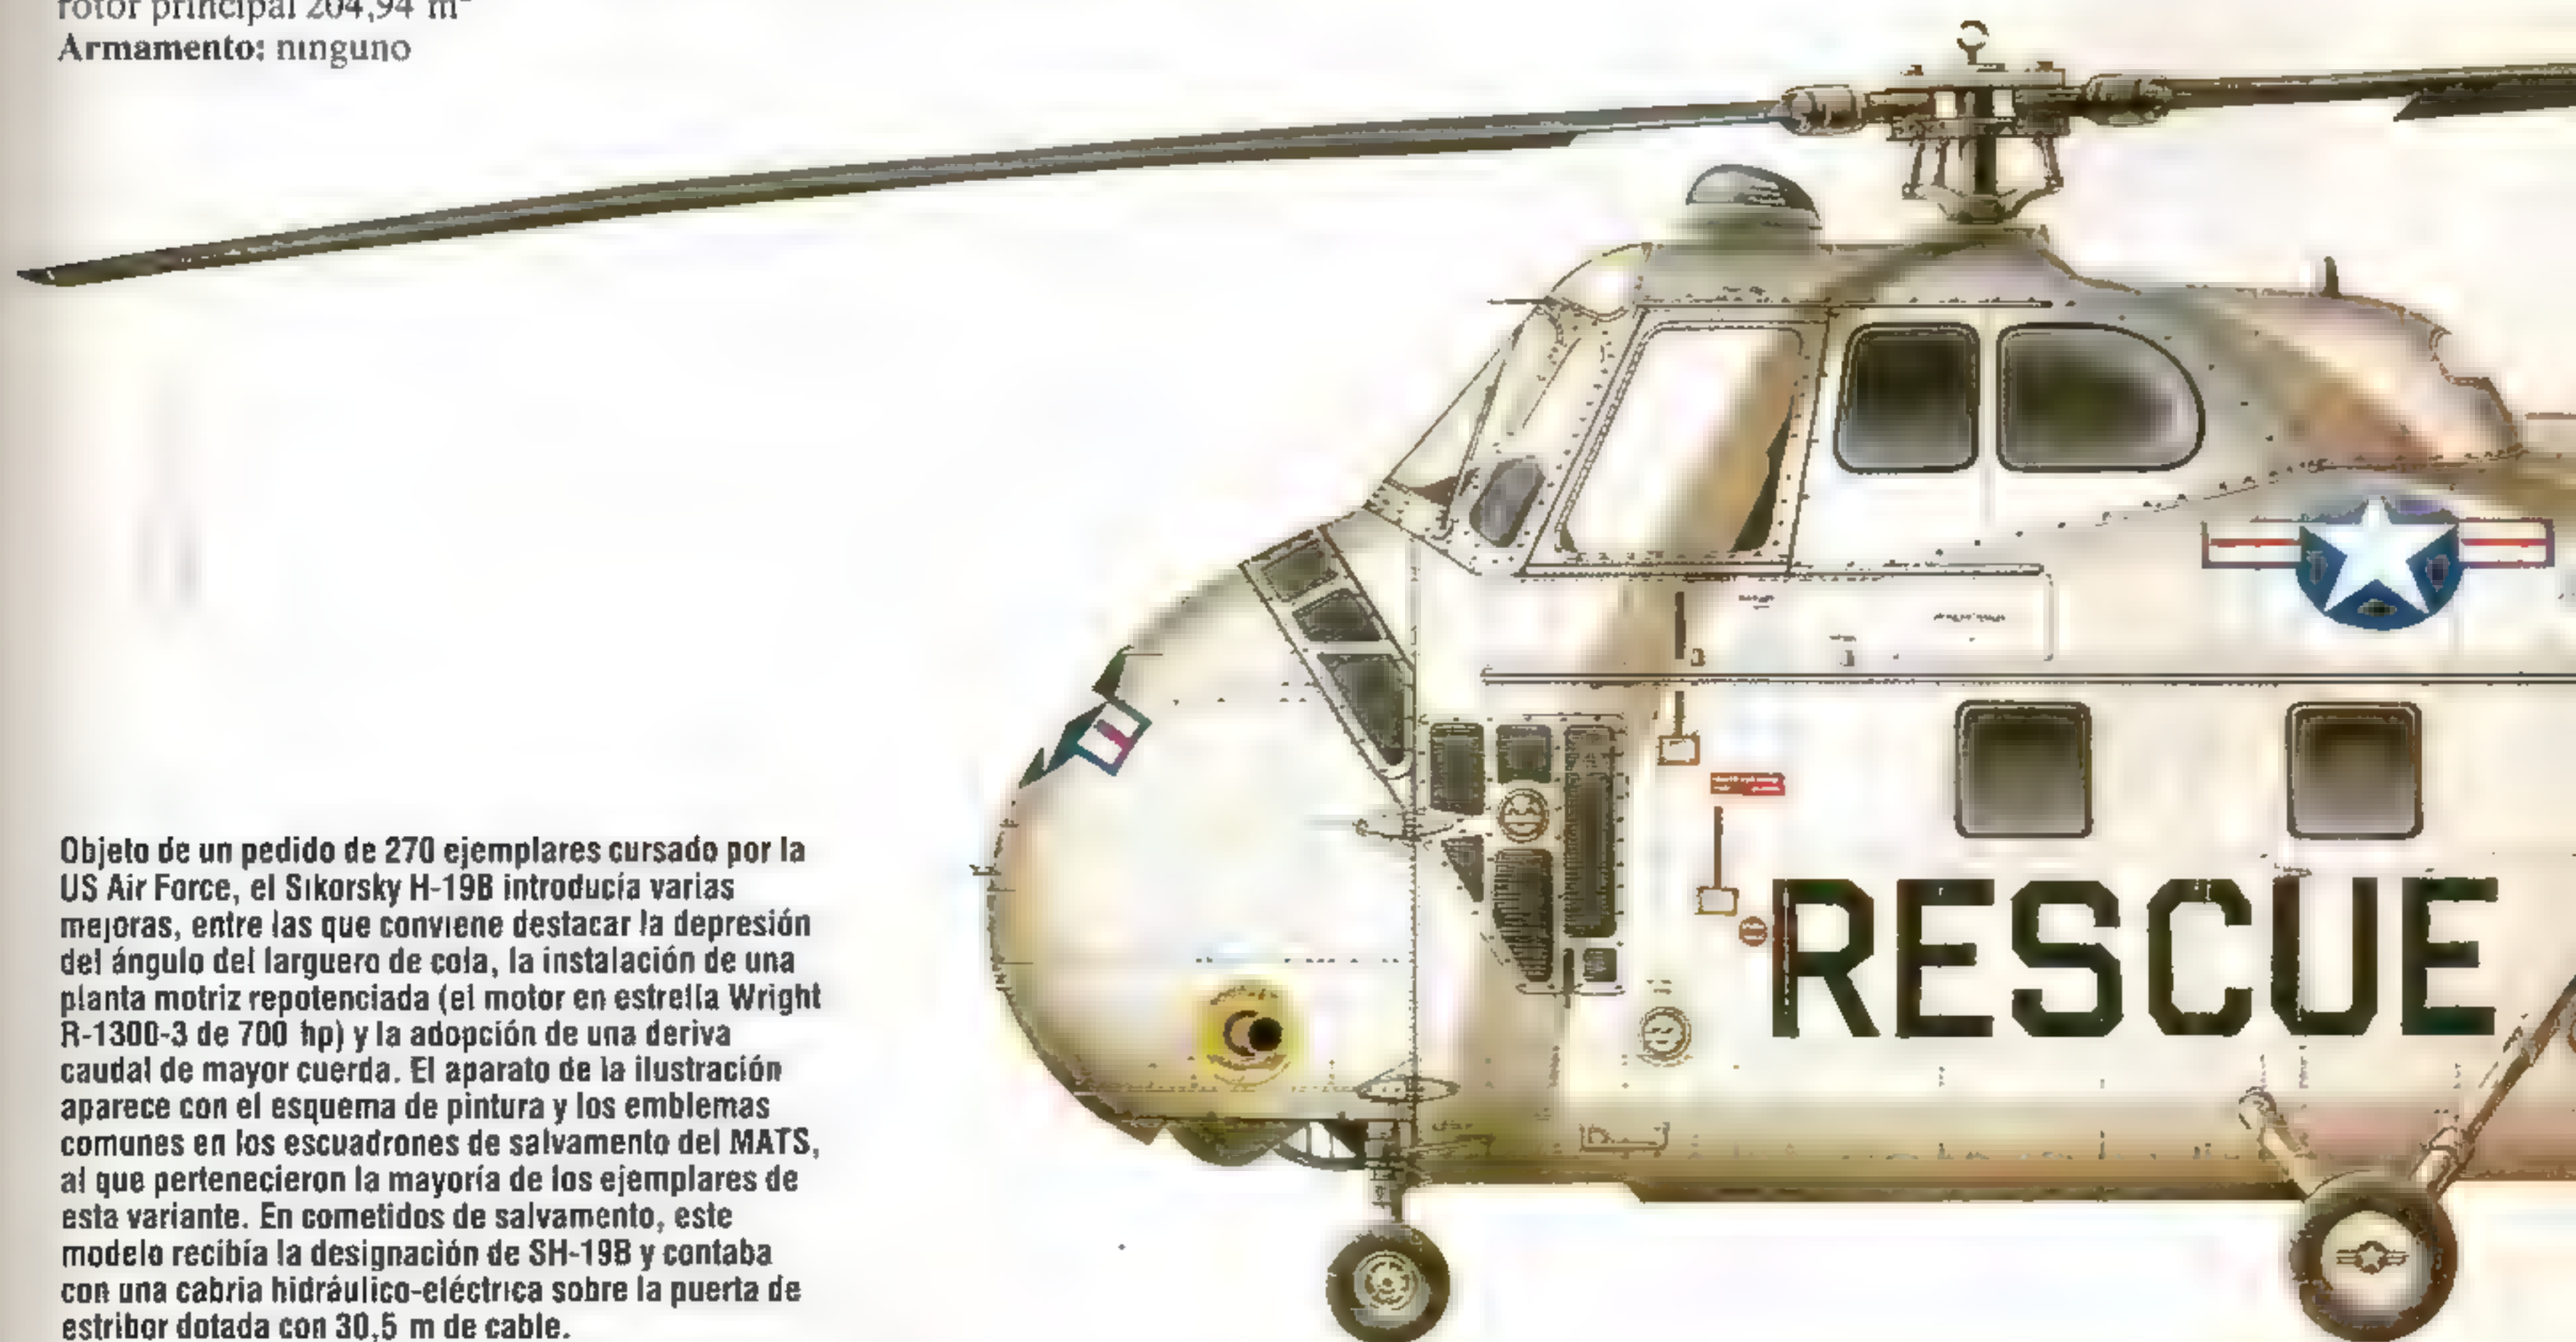 rotor principal 204,94 m²
Armamento: ninguno
Objeto de un pedido de 270 ejemplares cursado por la
US Air Force, el Sikorsky H-19B introducía varias
mejoras, entre las que conviene destacar la depresión
del ángulo del larguero de cola, la instalación de una
planta motriz repotenciada (el motor en estrella Wright
R-1300-3 de 700 hp) y la adopción de una deriva
caudal de mayor cuerda. El aparato de la ilustración
aparece con el esquema de pintura y los emblemas
comunes en los escuadrones de salvamento del MATS,
al que pertenecieron la mayoría de los ejemplares de
esta variante. En cometidos de salvamento, este
modelo recibía la designación de SH-19B y contaba
con una cabria hidráulico-eléctrica sobre la puerta de
estribor dotada con 30,5 m de cable.
RESCUE